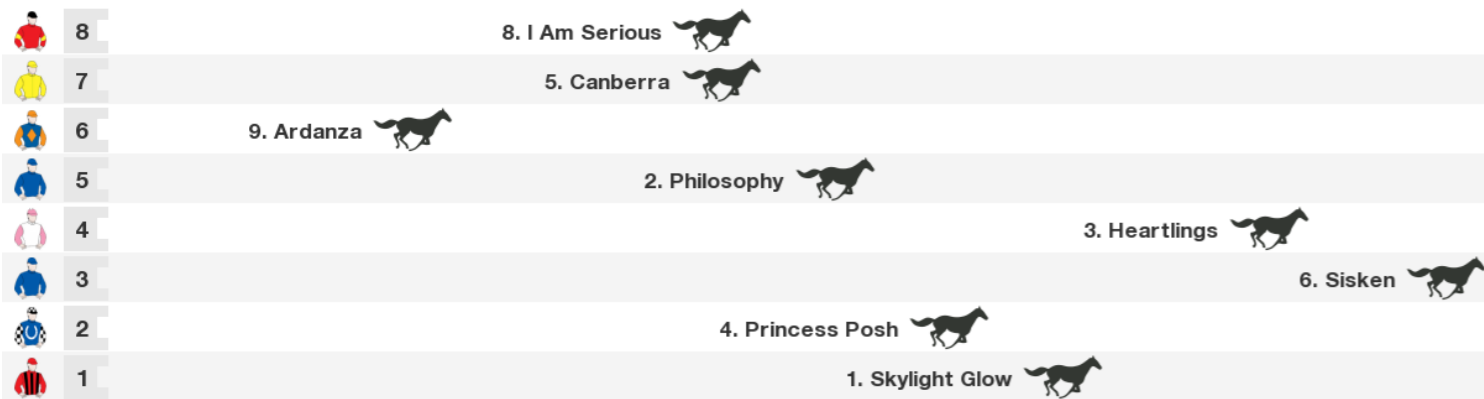 8 8. I Am Serious
7 5. Canberra
6 9. Ardanza
5 2. Philosophy
4 3. Heartlings
3 6. Sisken
2 4. Princess Posh
1 1. Skylight Glow